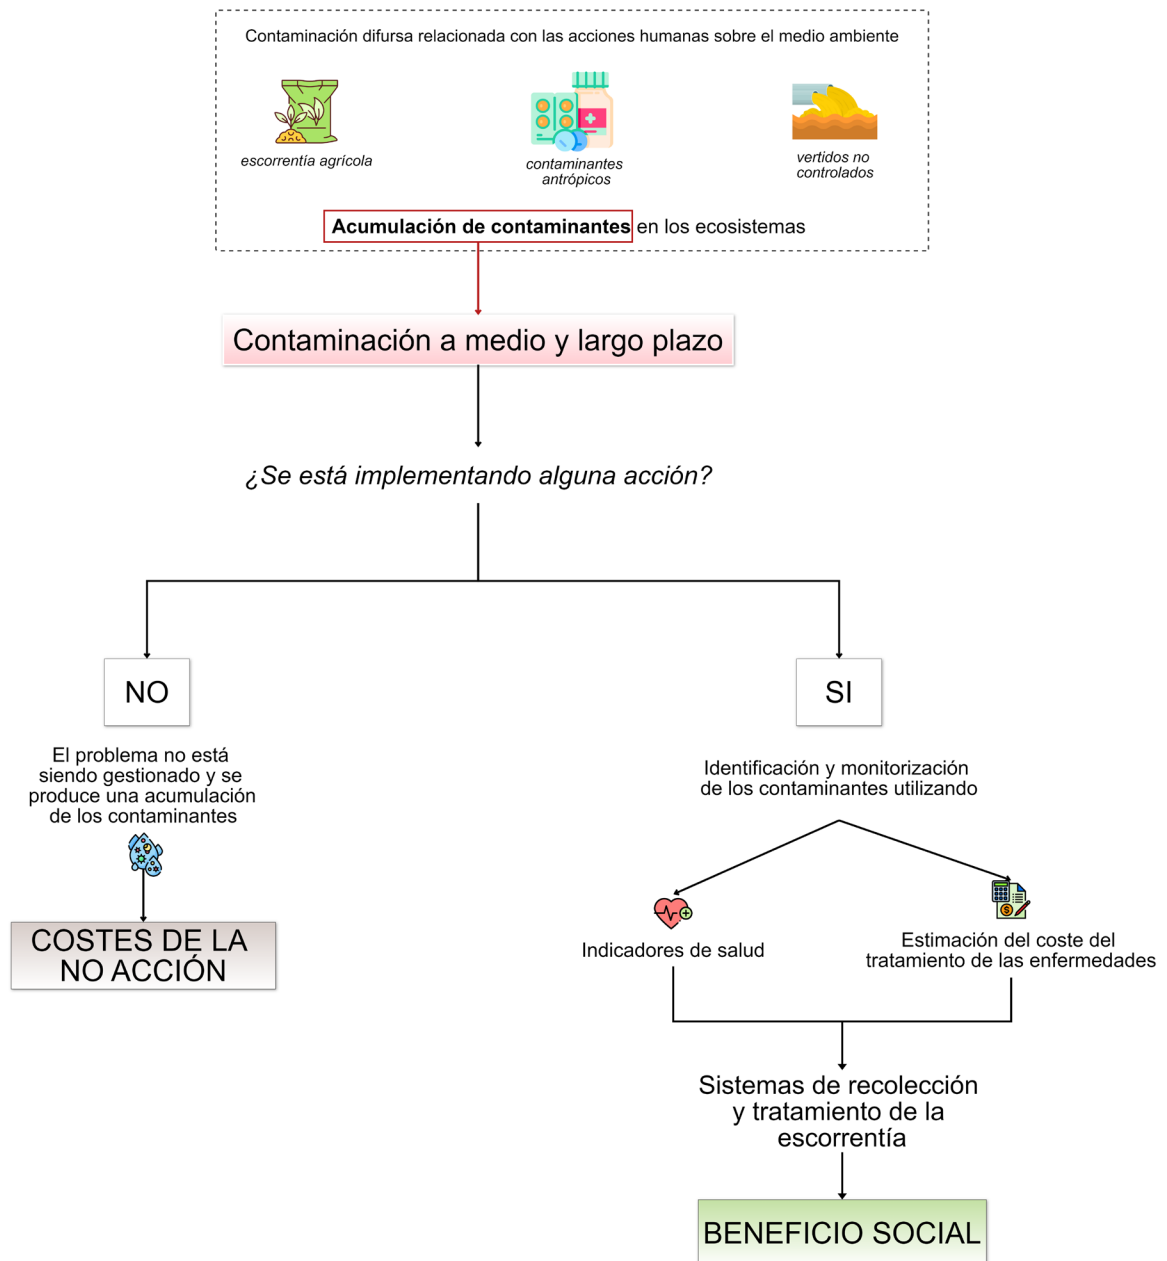 Contaminación difursa relacionada con las acciones humanas sobre el medio ambiente
escorrentía agrícola
contaminantes
antrópicos
vertidos no
controlados
Acumulación de contaminantes en los ecosistemas
Contaminación a medio y largo plazo
¿Se está implementando alguna acción?
NO
SI
El problema no está
siendo gestionado y se
produce una acumulación
de los contaminantes
Identificación y monitorización
de los contaminantes utilizando
COSTES DE LA
NO ACCIÓN
Indicadores de salud
Estimación del coste del
tratamiento de las enfermedades
Sistemas de recolección
y tratamiento de la
escorrentía
BENEFICIO SOCIAL